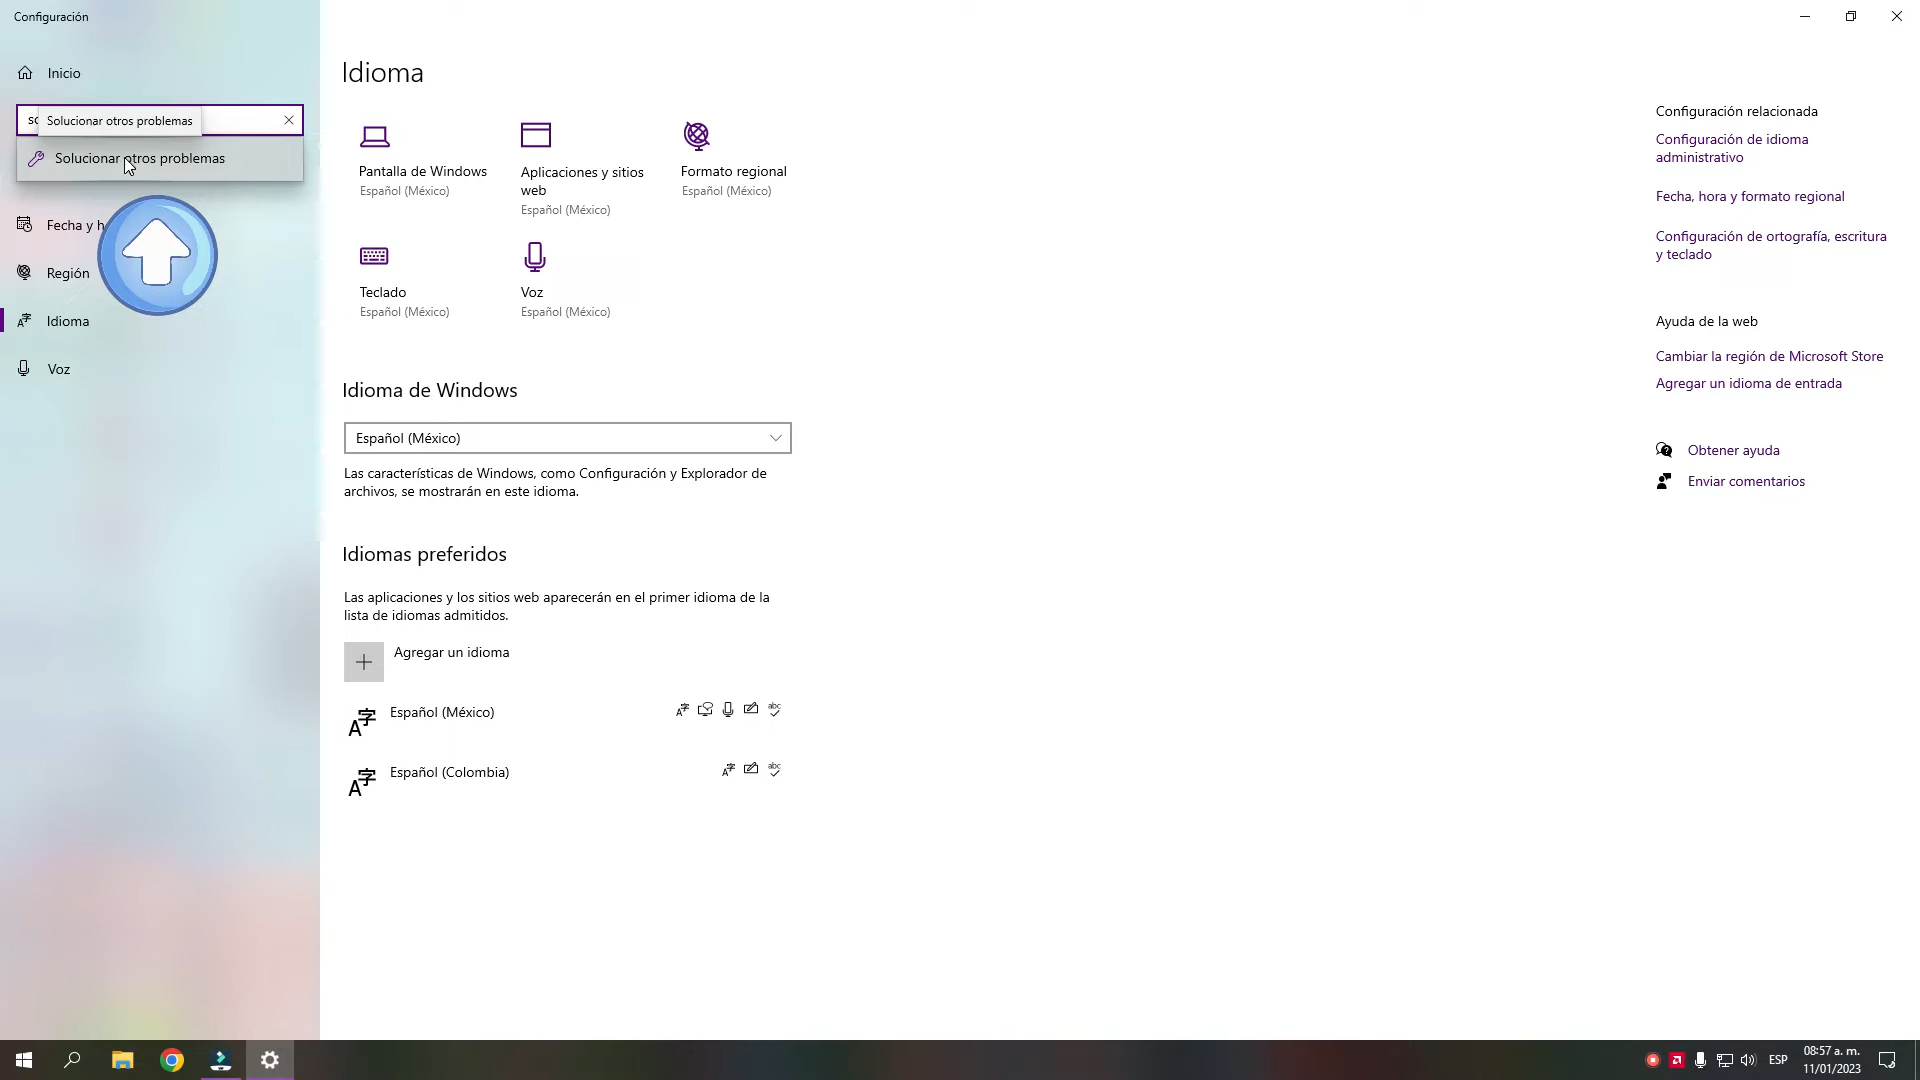 Configuración
Inicio
so
Solucionar otros problemas
Solucionar otros problemas
Fecha y h
Región
Idioma
Voz
Idioma
Pantalla de Windows
Español (México)
Aplicaciones y sitios
web
Español (México)
Formato regional
Español (México)
Teclado
Español (México)
Voz
Español (México)
Idioma de Windows
Español (México)
Las características de Windows, como Configuración y Explorador de
archivos, se mostrarán en este idioma.
Idiomas preferidos
Las aplicaciones y los sitios web aparecerán en el primer idioma de la
lista de idiomas admitidos.
Agregar un idioma
Español (México)
Español (Colombia)
Configuración relacionada
Configuración de idioma
administrativo
Fecha, hora y formato regional
Configuración de ortografía, escritura
y teclado
Ayuda de la web
Cambiar la región de Microsoft Store
Agregar un idioma de entrada
Obtener ayuda
Enviar comentarios
ESP
08:57 a. m.
11/01/2023